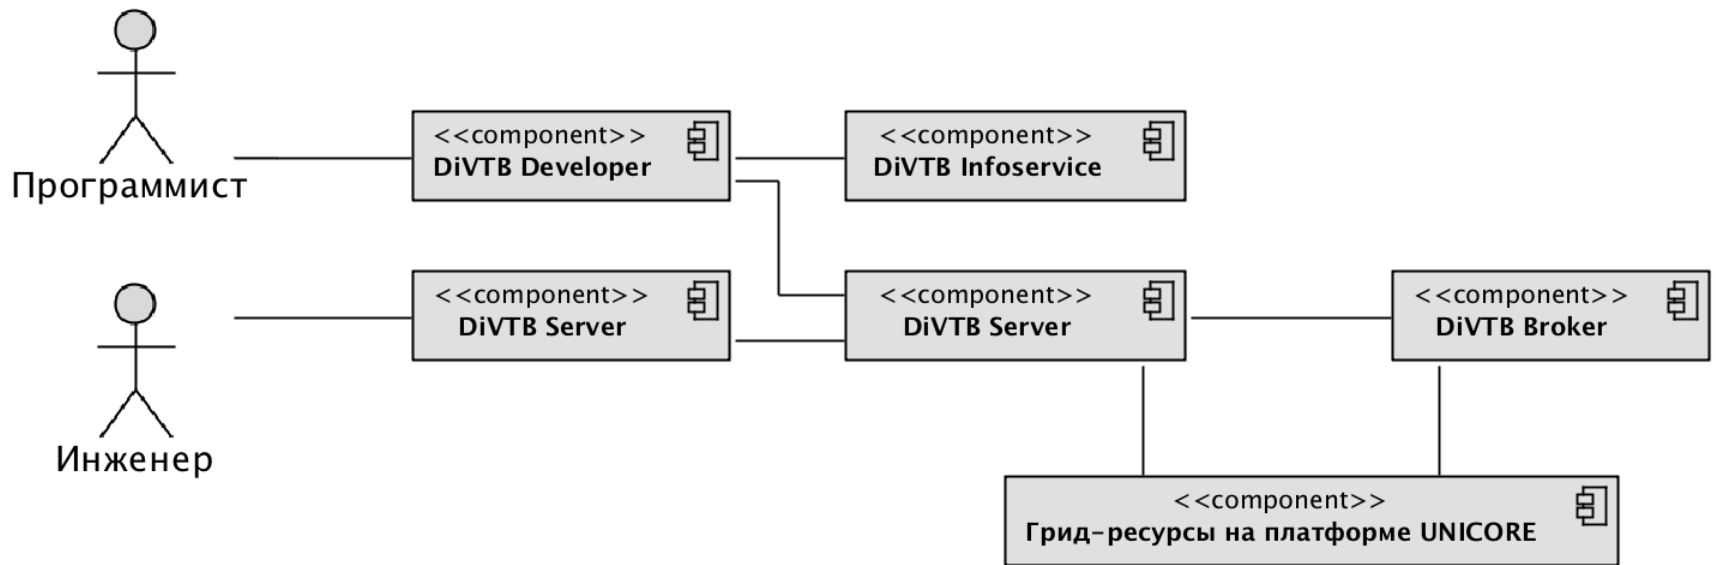 <<component>>
DiVTB Developer
<<component>>
DiVTB Infoservice
Программист
<<component>>
DiVTB Server
<<component>>
DiVTB Server
<<component>>
DiVTB Broker
Инженер
<<component>>
Грид-ресурсы на платформе UNICORE